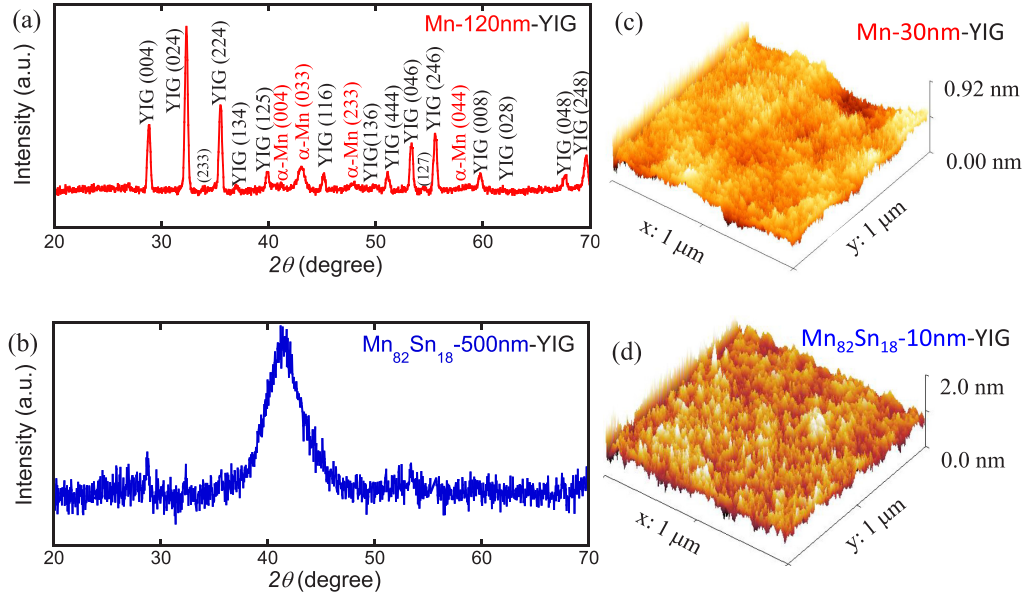 (a)
Mn-120nm-YIG
Intensity (a.u.)
YIG (004)
YIG (024)
(233)
YIG (224)
YIG (134)
YIG (125)
α-Mn (004)
α-Mn (033)
YIG (116)
α-Mn (233)
YIG(136)
YIG (444)
YIG (046)
(127)
YIG (246)
α-Mn (044)
YIG (008)
YIG (028)
YIG (048)
YIG (248)
20 30 40 50 60 70
2θ (degree)
(b)
Mn82Sn18-500nm-YIG
Intensity (a.u.)
20 30 40 50 60 70
2θ (degree)
(c)
Mn-30nm-YIG
0.92 nm
0.00 nm
x: 1 μm
y: 1 μm
(d)
Mn82Sn18-10nm-YIG
2.0 nm
0.0 nm
x: 1 μm
y: 1 μm